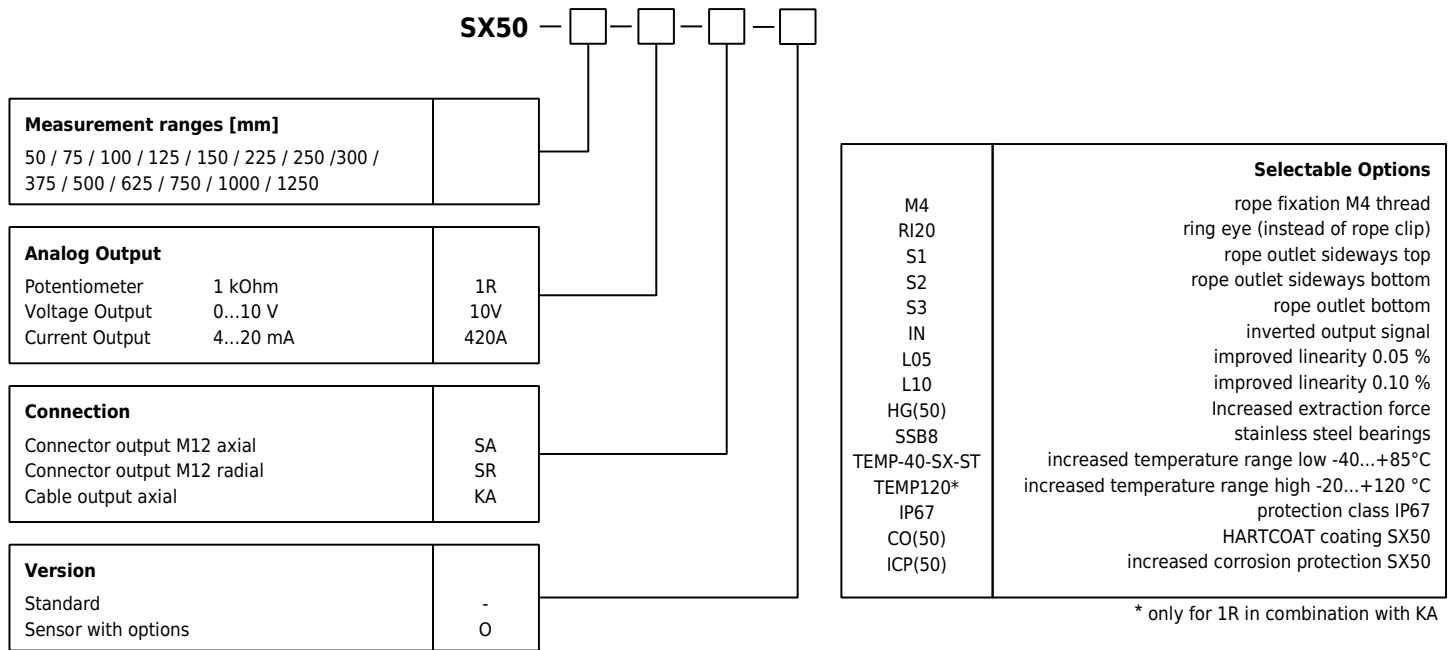 SX50
Measurement ranges [mm]
50 / 75 / 100 / 125 / 150 / 225 / 250 /300 /
375 / 500 / 625 / 750 / 1000 / 1250
Analog Output
Potentiometer 1 kOhm 1R
Voltage Output 0...10 V 10V
Current Output 4...20 mA 420A
Connection
Connector output M12 axial SA
Connector output M12 radial SR
Cable output axial KA
Version
Standard -
Sensor with options O
Selectable Options
M4 rope fixation M4 thread
RI20 ring eye (instead of rope clip)
S1 rope outlet sideways top
S2 rope outlet sideways bottom
S3 rope outlet bottom
IN inverted output signal
L05 improved linearity 0.05 %
L10 improved linearity 0.10 %
HG(50) Increased extraction force
SSB8 stainless steel bearings
TEMP-40-SX-ST increased temperature range low -40...+85°C
TEMP120* increased temperature range high -20...+120 °C
IP67 protection class IP67
CO(50) HARTCOAT coating SX50
ICP(50) increased corrosion protection SX50
* only for 1R in combination with KA